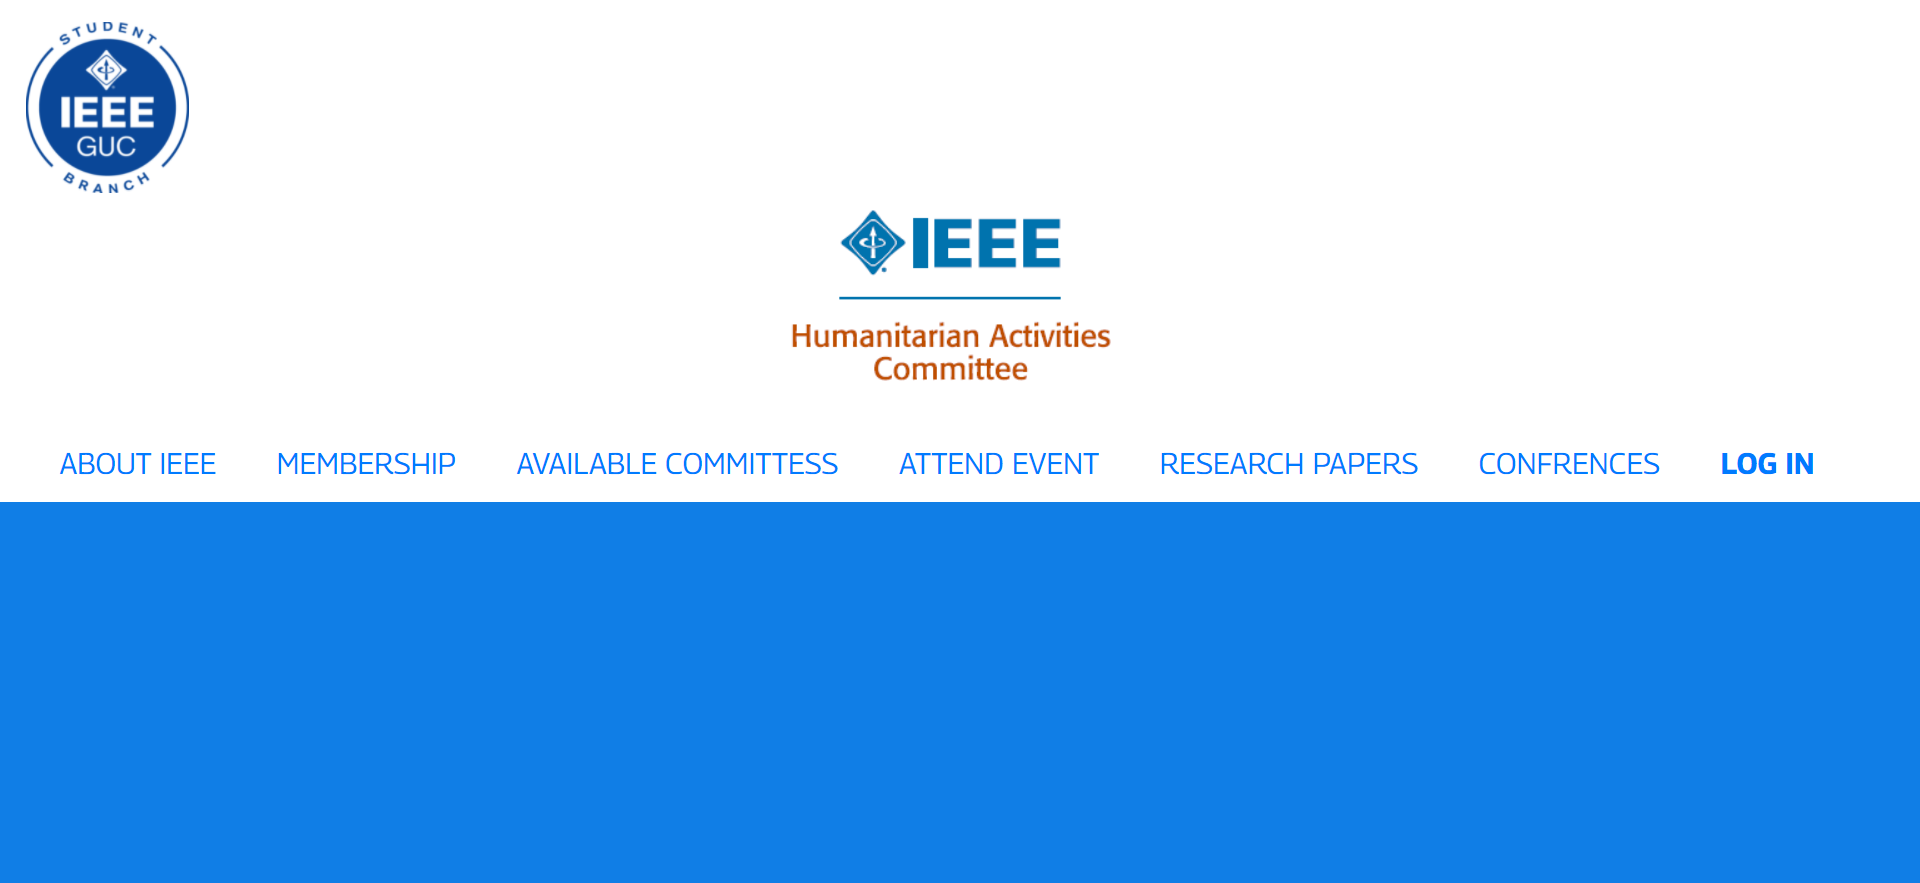 STUDENT
IEEE
GUC
BRANCH
IEEE
Humanitarian Activities
Committee
ABOUT IEEE MEMBERSHIP AVAILABLE COMMITTESS ATTEND EVENT RESEARCH PAPERS CONFRENCES LOG IN